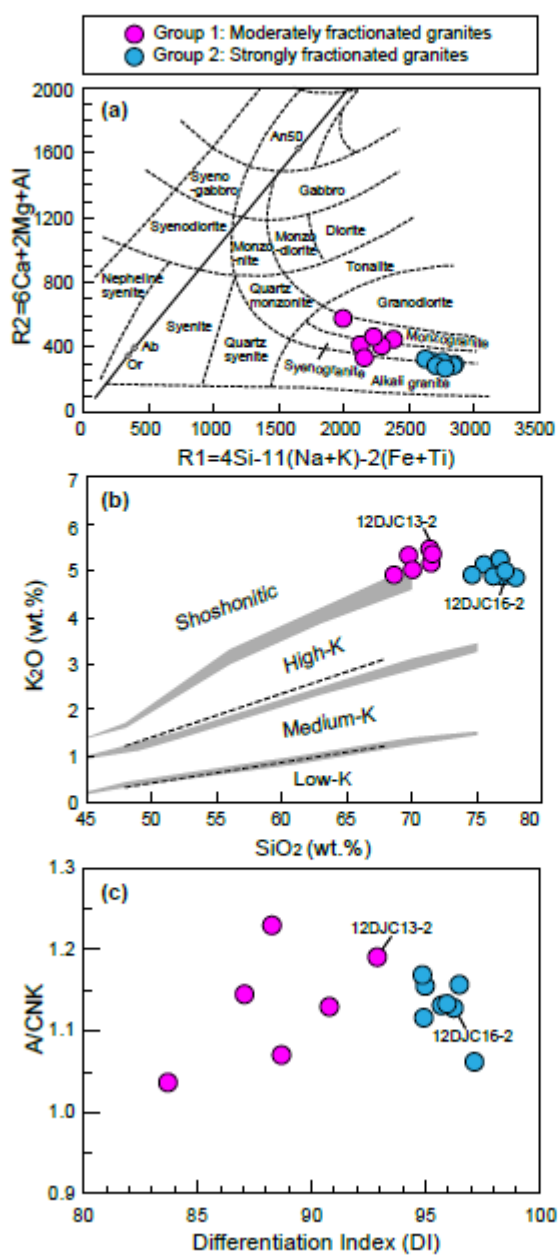 Group 1: Moderately fractionated granites
Group 2: Strongly fractionated granites
(a)
2000
1600
1200
800
400
0
R2=6Ca+2Mg+Al
An50
Syeno
-gabbro
Gabbro
Syenodiorite
Diorite
Monzo
-nite
Monzo
-diorite
Tonalite
Nepheline
syenite
Quartz
monzonite
Granodiorite
Syenite
Quartz
syenite
Monzogranite
Ab
Or
Syenogranite
Alkali granite
0 500 1000 1500 2000 2500 3000 3500
R1=4Si-11(Na+K)-2(Fe+Ti)
(b)
7
6
5
4
3
2
1
0
K2O (wt.%)
12DJC13-2
12DJC16-2
Shoshonitic
High-K
Medium-K
Low-K
45 50 55 60 65 70 75 80
SiO2 (wt.%)
(c)
1.3
1.2
1.1
1.0
0.9
A/CNK
12DJC13-2
12DJC16-2
80 85 90 95 100
Differentiation Index (DI)